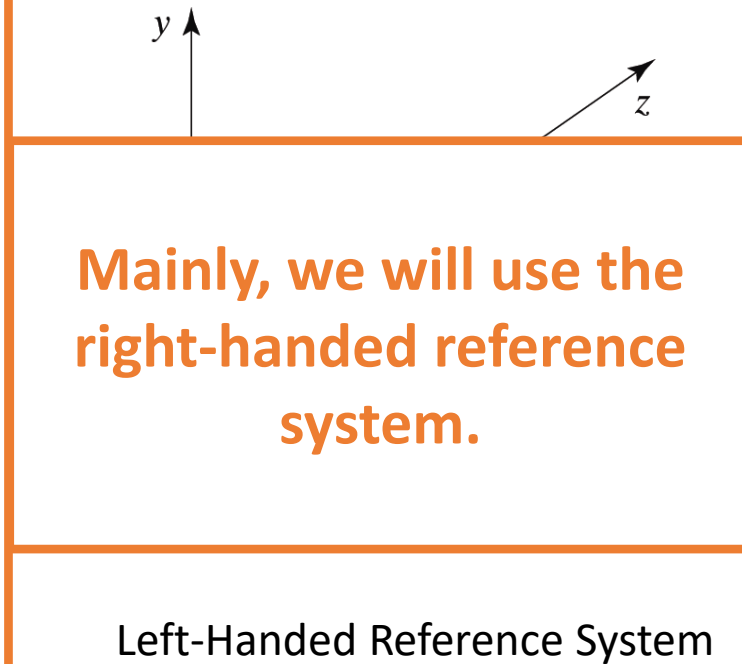 y
z
Mainly, we will use the
right-handed reference
system.
Left-Handed Reference System